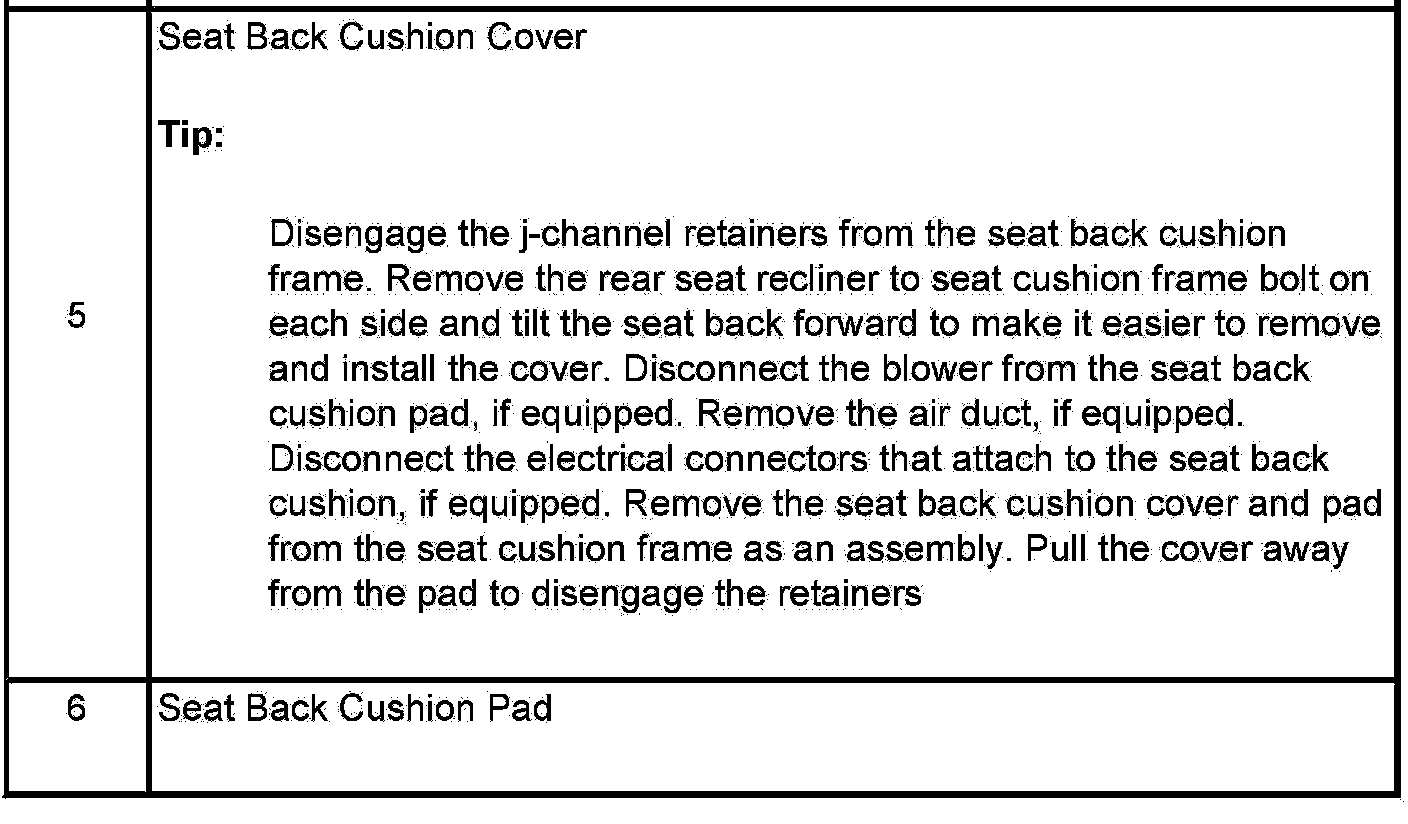 Seat Back Cushion Cover
Tip:
Disengage the j-channel retainers from the seat back cushion
frame. Remove the rear seat recliner to seat cushion frame bolt on
5
each side and tilt the seat back forward to make it easier to remove
and install the cover. Disconnect the blower from the seat back
cushion pad, if equipped. Remove the air duct, if equipped.
Disconnect the electrical connectors that attach to the seat back
cushion, if equipped. Remove the seat back cushion cover and pad
from the seat cushion frame as an assembly. Pull the cover away
from the pad to disengage the retainers
6 Seat Back Cushion Pad